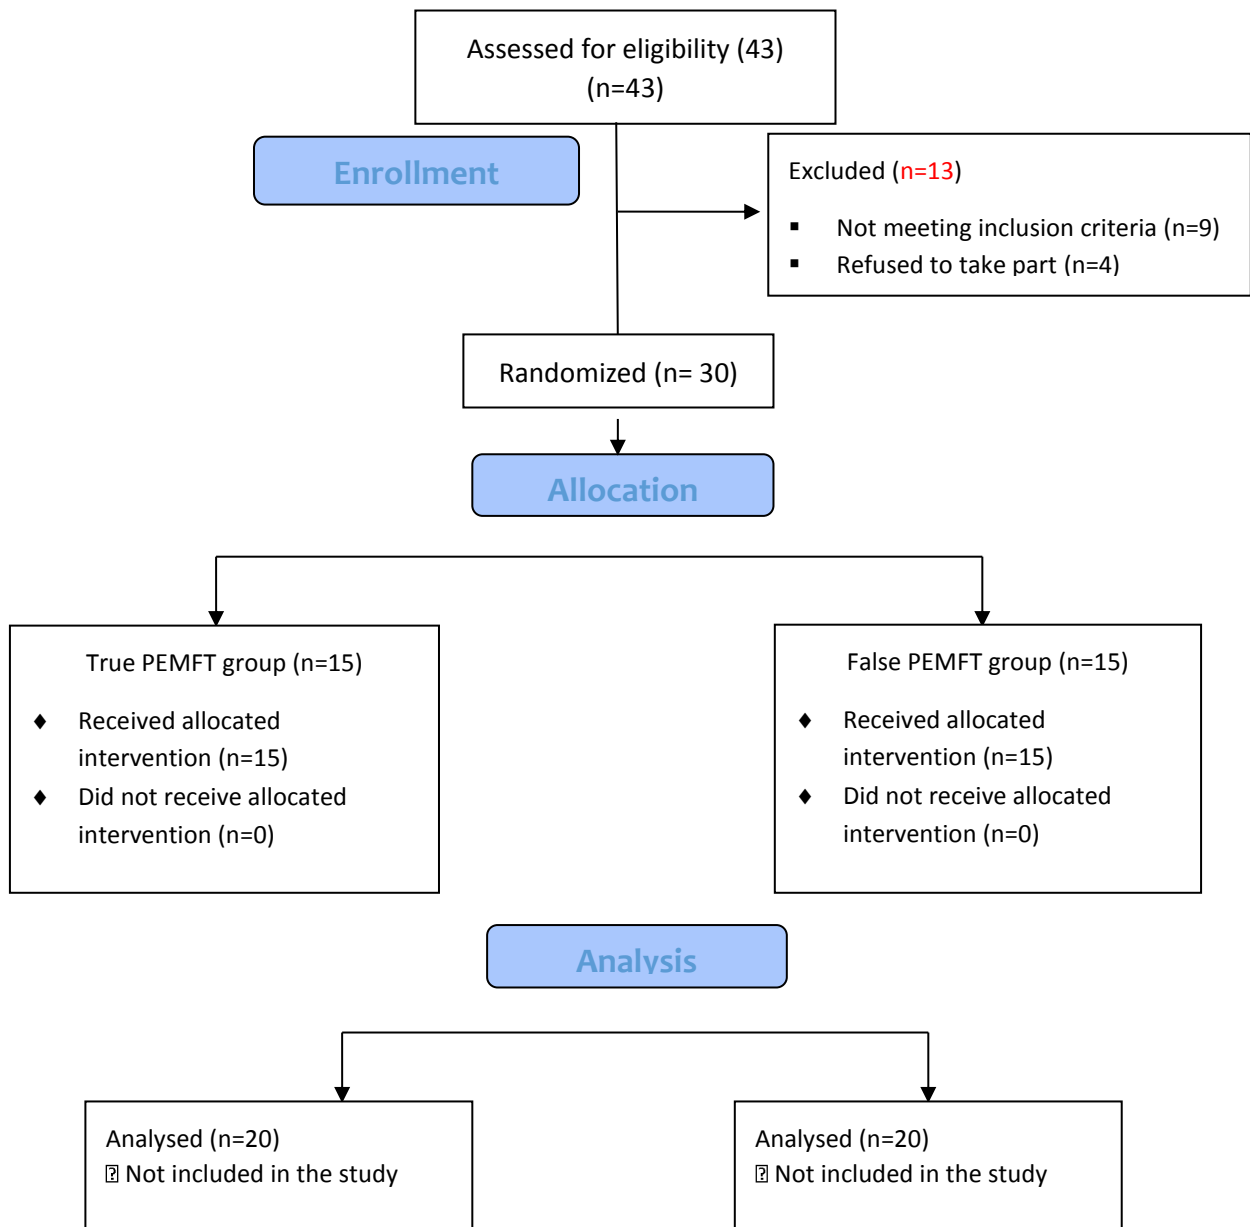 Assessed for eligibility (43)
(n=43)
Enrollment
Excluded (n=13)
▪ Not meeting inclusion criteria (n=9)
▪ Refused to take part (n=4)
Randomized (n= 30)
Allocation
True PEMFT group (n=15)
♦ Received allocated
intervention (n=15)
♦ Did not receive allocated
intervention (n=0)
False PEMFT group (n=15)
♦ Received allocated
intervention (n=15)
♦ Did not receive allocated
intervention (n=0)
Analysis
Analysed (n=20)
⍰ Not included in the study
Analysed (n=20)
⍰ Not included in the study